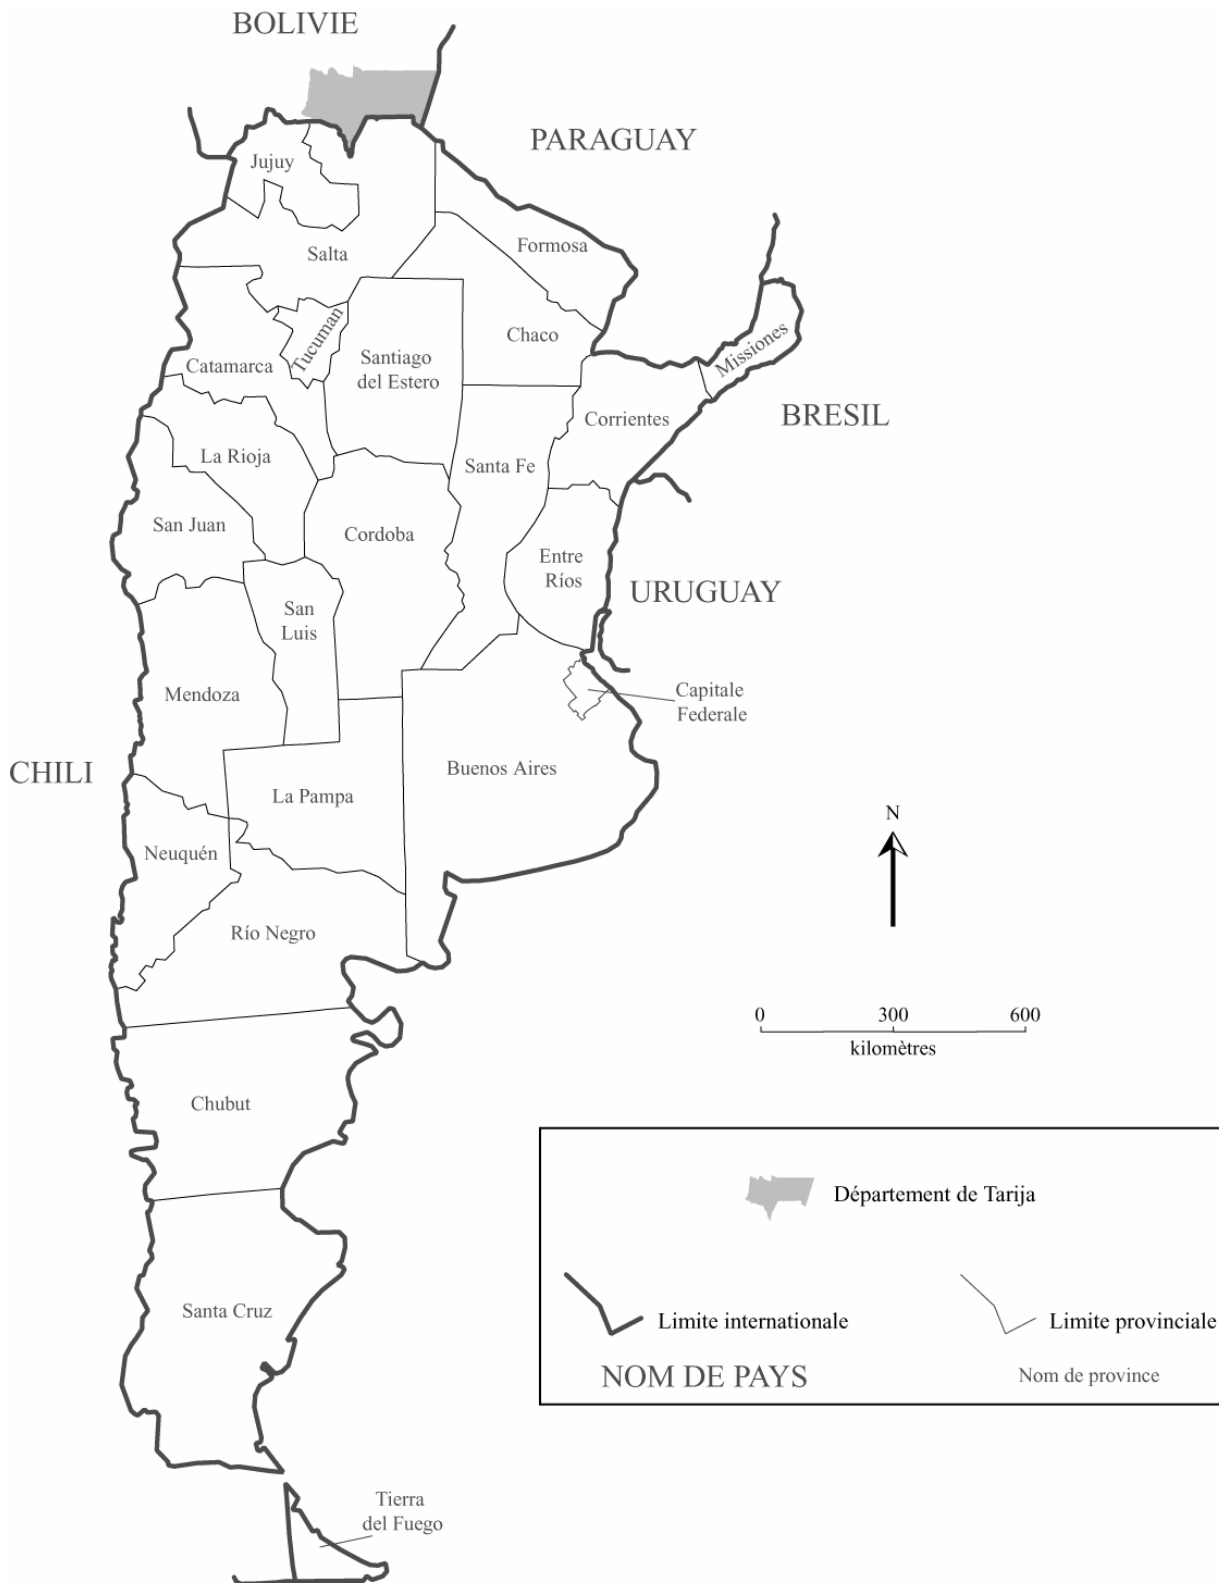 BOLIVIE
PARAGUAY
Jujuy
Formosa
Salta
Chaco
Tucuman
Missiones
Santiago
del Estero
Catamarca
Corrientes
BRESIL
La Rioja
Santa Fe
San Juan
Cordoba
Entre
Ríos
URUGUAY
San
Luis
Mendoza
Capitale
Federale
CHILI
Buenos Aires
La Pampa
N
Neuquén
Río Negro
0 300 600
kilomètres
Chubut
Département de Tarija
Santa Cruz
Limite internationale
Limite provinciale
NOM DE PAYS
Nom de province
Tierra
del Fuego